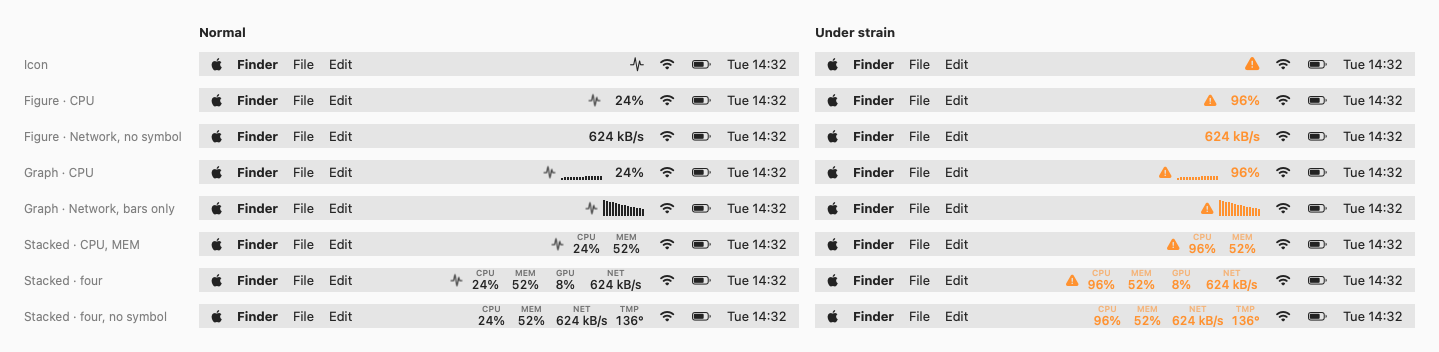 Normal Under strain
Icon Finder File Edit Tue 14:32 Finder File Edit Tue 14:32
Figure · CPU Finder File Edit 24% Tue 14:32 Finder File Edit 96% Tue 14:32
Figure · Network, no symbol Finder File Edit 624 kB/s Tue 14:32 Finder File Edit 624 kB/s Tue 14:32
Graph · CPU Finder File Edit 24% Tue 14:32 Finder File Edit 96% Tue 14:32
Graph · Network, bars only Finder File Edit Tue 14:32 Finder File Edit Tue 14:32
CPU MEM CPU MEM
Stacked · CPU, MEM Finder File Edit 24% 52% Tue 14:32 Finder File Edit 96% 52% Tue 14:32
CPU MEM GPU NET CPU MEM GPU NET
Stacked · four Finder File Edit 24% 52% 8% 624 kB/s Tue 14:32 Finder File Edit 96% 52% 8% 624 kB/s Tue 14:32
CPU MEM NET TMP CPU MEM NET TMP
Stacked · four, no symbol Finder File Edit 24% 52% 624 kB/s 136° Tue 14:32 Finder File Edit 96% 52% 624 kB/s 136° Tue 14:32